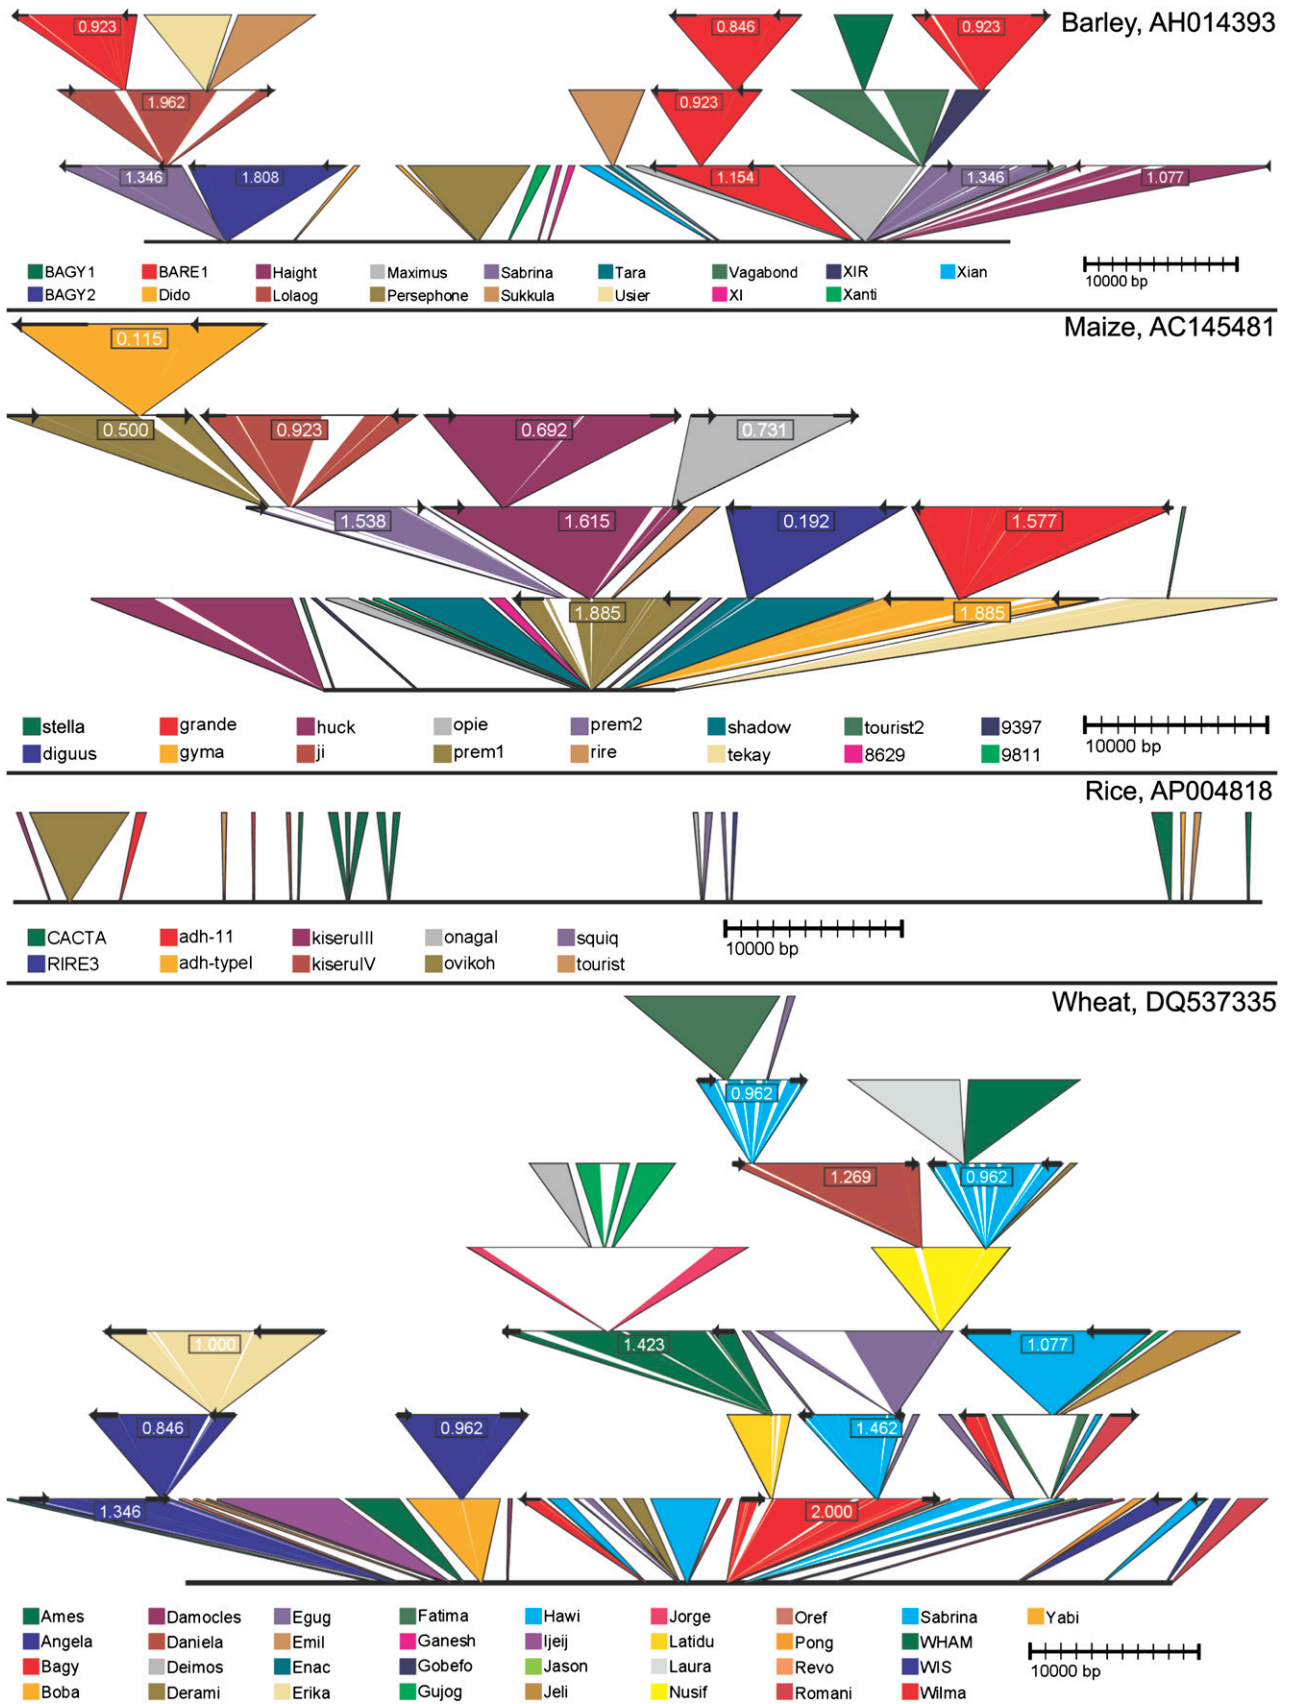 Barley, AH014393
0.923
0.846
0.923
1.962
0.923
1.346
1.808
1.154
1.346
1.077
BAGY1 BARE1 Haight Maximus Sabrina Tara Vagabond XIR Xian
BAGY2 Dido Lolaog Persephone Sukkula Usier XI Xanti
10000 bp
Maize, AC145481
0.115
0.500
0.923
0.692
0.731
1.538
1.615
0.192
1.577
1.885
1.885
stella grande huck opie prem2 shadow tourist2 9397
diguus gyma ji prem1 rire tekay 8629 9811
10000 bp
Rice, AP004818
CACTA adh-11 kiseruIII onagal squiq
RIRE3 adh-typeI kiseruIV ovikoh tourist
10000 bp
Wheat, DQ537335
0.962
1.269
0.962
1.000
1.423
1.077
0.846
0.962
1.462
1.346
2.000
Ames Damocles Egug Fatima Hawi Jorge Oref Sabrina Yabi
Angela Daniela Emil Ganesh Ijeij Latidu Pong WHAM
Bagy Deimos Enac Gobefo Jason Laura Revo WIS
Boba Derami Erika Gujog Jeli Nusif Romani Wilma
10000 bp